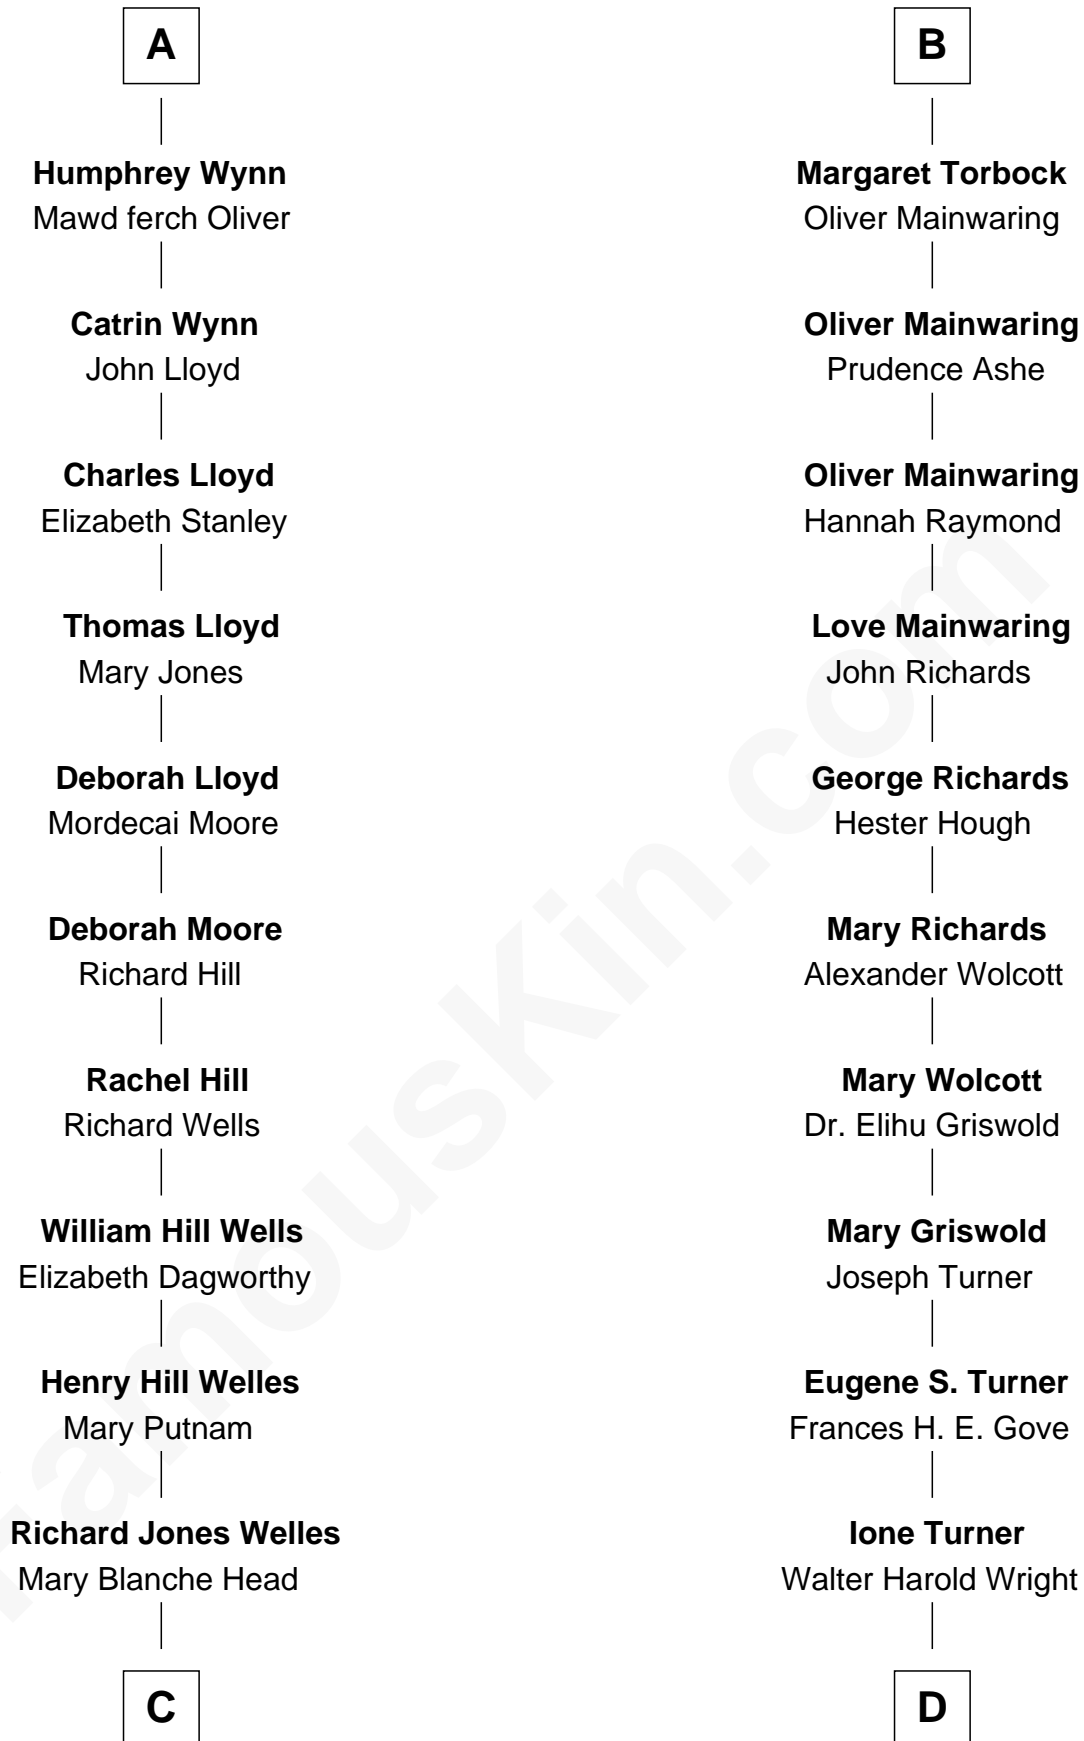 A
Humphrey Wynn
Mawd ferch Oliver
Catrin Wynn
John Lloyd
Charles Lloyd
Elizabeth Stanley
Thomas Lloyd
Mary Jones
Deborah Lloyd
Mordecai Moore
Deborah Moore
Richard Hill
Rachel Hill
Richard Wells
William Hill Wells
Elizabeth Dagworthy
Henry Hill Welles
Mary Putnam
Richard Jones Welles
Mary Blanche Head
C
B
Margaret Torbock
Oliver Mainwaring
Oliver Mainwaring
Prudence Ashe
Oliver Mainwaring
Hannah Raymond
Love Mainwaring
John Richards
George Richards
Hester Hough
Mary Richards
Alexander Wolcott
Mary Wolcott
Dr. Elihu Griswold
Mary Griswold
Joseph Turner
Eugene S. Turner
Frances H. E. Gove
Ione Turner
Walter Harold Wright
D
famouskin.com